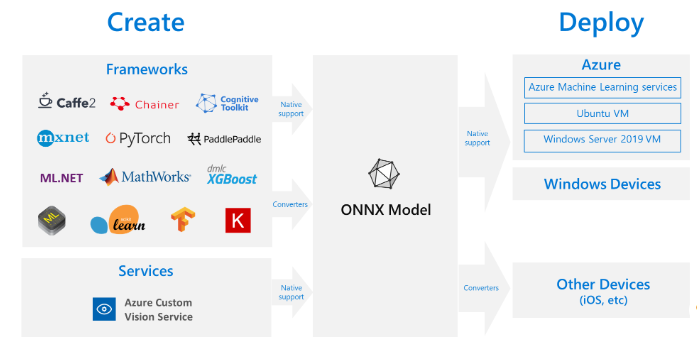 Create
Deploy
Frameworks
Caffe2
Chainer
Cognitive
Toolkit
mxnet
PyTorch
PaddlePaddle
ML.NET
MathWorks®
dmlc
XGBoost
ML
learn
K
Services
Azure Custom
Vision Service
Native
support
Converters
Native
support
ONNX Model
Native
support
Converters
Azure
Azure Machine Learning services
Ubuntu VM
Windows Server 2019 VM
Windows Devices
Other Devices
(iOS, etc)